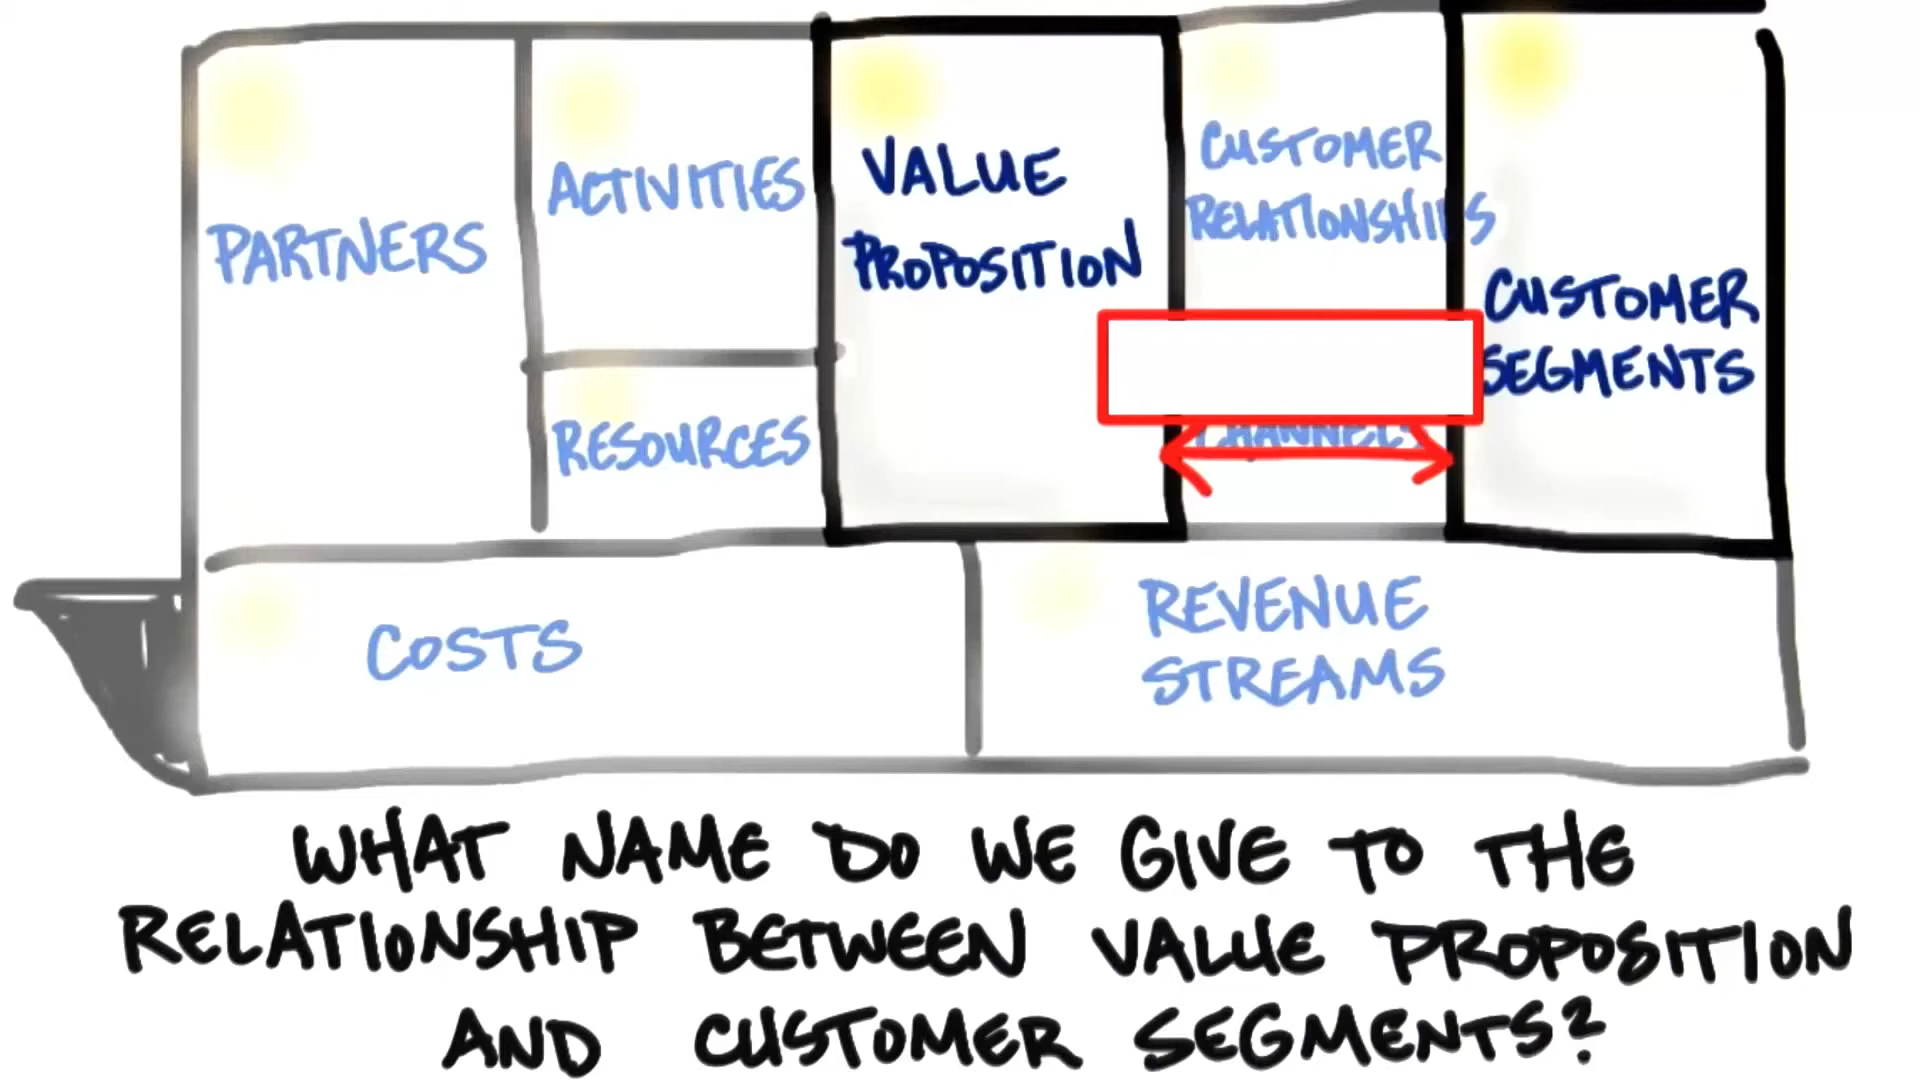 PARTNERS
ACTIVITIES
RESOURCES
VALUE
PROPOSITION
CUSTOMER
RELATIONSHIPS
CHANNELS
CUSTOMER
SEGMENTS
COSTS
REVENUE
STREAMS
WHAT NAME DO WE GIVE TO THE
RELATIONSHIP BETWEEN VALUE PROPOSITION
AND CUSTOMER SEGMENTS?